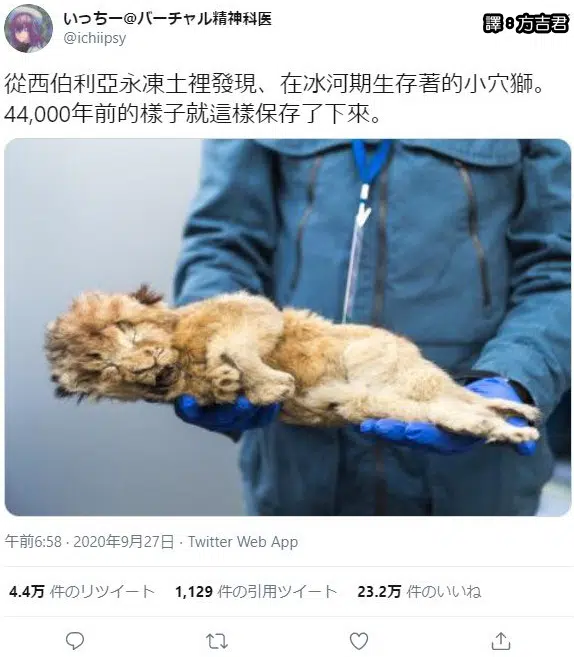 いっちー@バーチャル精神科医
@ichiipsy
譯:方吉君
從西伯利亞永凍土裡發現、在冰河期生存著的小穴獅。
44,000年前的樣子就這樣保存了下來。
午前6:58 · 2020年9月27日 · Twitter Web App
4.4万 件のリツイート 1,129 件の引用ツイート 23.2万 件のいいね